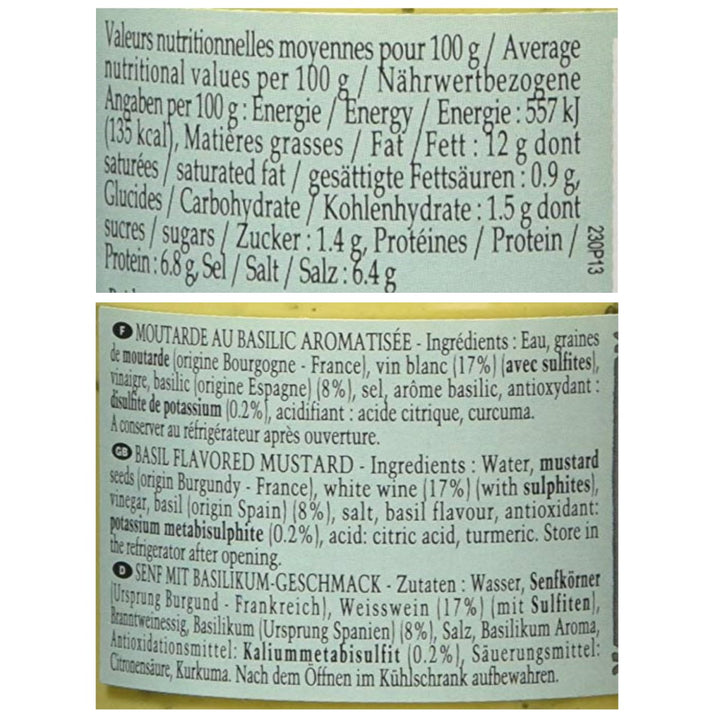 Valeurs nutritionnelles moyennes pour 100 g / Average
nutritional values per 100 g / Nährwertbezogene
Angaben per 100 g : Énergie / Energy / Energie : 557 kJ
(135 kcal), Matières grasses / Fat /Fett : 12 g dont
saturées / saturated fat / gesättigte Fettsäuren : 0.9 g,
Glucides / Carbohydrate / Kohlenhydrate : 1.5 g dont
sucres / sugars / Zucker : 1.4 g, Protéines / Protein /
Protein : 6.8 g, Sel / Salt / Salz : 6.4 g
230P13
F MOUTARDE AU BASILIC AROMATISÉE - Ingrédients : Eau, graines
de moutarde (origine Bourgogne - France), vin blanc (17%) (avec sulfites),
vinaigre, basilic (origine Espagne) (8%), sel, arôme basilic, antioxydant :
disulfite de potassium (0.2%), acidifiant : acide citrique, curcuma.
A conserver au réfrigérateur après ouverture.
GB BASIL FLAVORED MUSTARD - Ingredients : Water, mustard
seeds (origin Burgundy - France), white wine (17%) (with sulphites),
vinegar, basil (origin Spain) (8%), salt, basil flavour, antioxidant:
potassium metabisulphite (0.2%), acid: citric acid, turmeric. Store in
the refrigerator after opening.
D SENF MIT BASILIKUM-GESCHMACK - Zutaten : Wasser, Senfkörner
(Ursprung Burgund - Frankreich), Weisswein (17%) (mit Sulfiten),
Branntweinessig, Basilikum (Ursprung Spanien) (8%), Salz, Basilikum Aroma,
Antioxidationsmittel: Kaliummetabisulfit (0.2%), Säuerungsmittel:
Citronensäure, Kurkuma. Nach dem Öffnen im Kühlschrank aufbewahren.